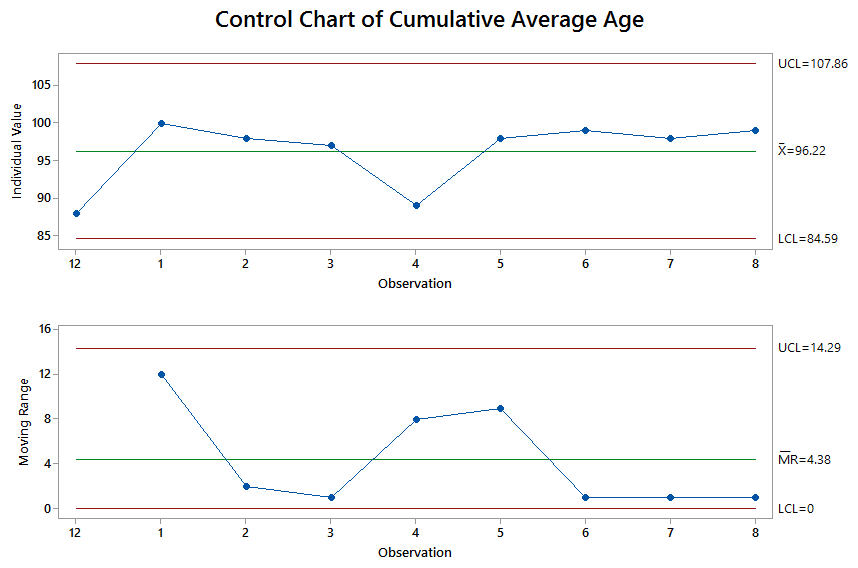 Control Chart of Cumulative Average Age
UCL=107.86
105
100
X̄=96.22
95
90
85
LCL=84.59
Individual Value
12 1 2 3 4 5 6 7 8
Observation
16
UCL=14.29
12
8
4
M̅R̅=4.38
0
LCL=0
Moving Range
12 1 2 3 4 5 6 7 8
Observation